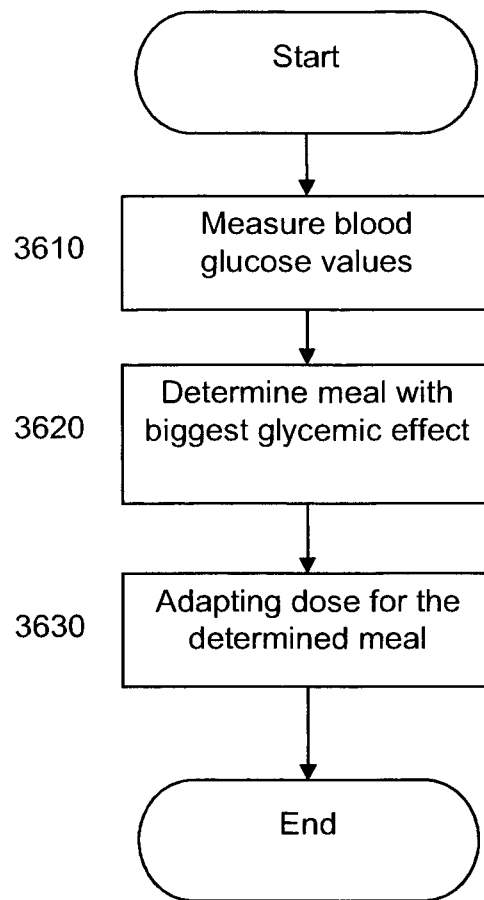 Start
3610
Measure blood
glucose values
3620
Determine meal with
biggest glycemic effect
3630
Adapting dose for the
determined meal
End